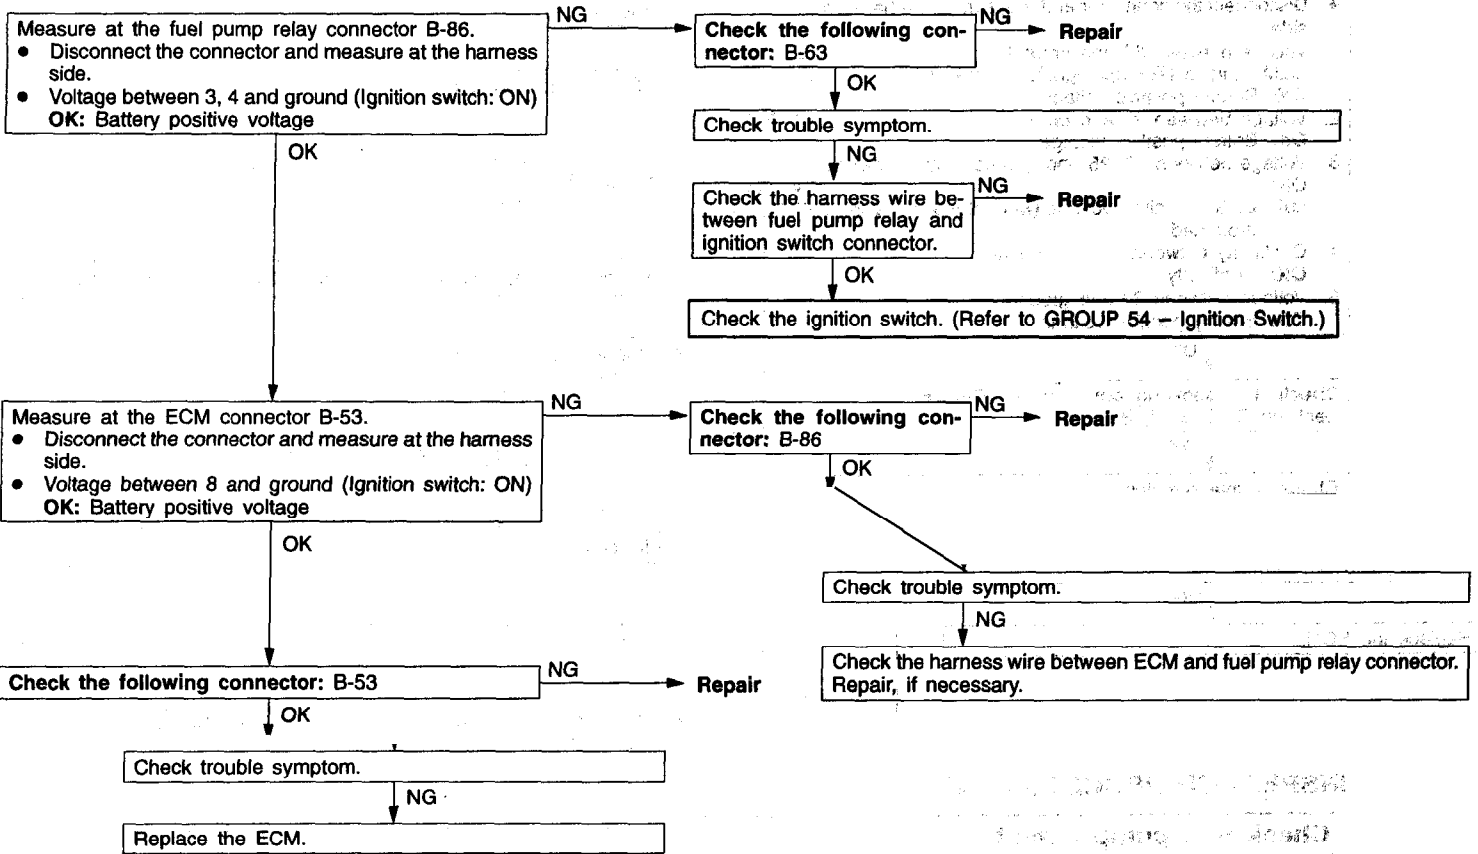 Measure at the fuel pump relay connector B-86.
● Disconnect the connector and measure at the harness
side.
● Voltage between 3, 4 and ground (Ignition switch: ON)
OK: Battery positive voltage
NG
Check the following con-
nector: B-63
NG
Repair
OK
Check trouble symptom.
NG
Check the harness wire be-
tween fuel pump relay and
ignition switch connector.
NG
Repair
OK
Check the ignition switch. (Refer to GROUP 54 – Ignition Switch.)
OK
Measure at the ECM connector B-53.
● Disconnect the connector and measure at the harness
side.
● Voltage between 8 and ground (Ignition switch: ON)
OK: Battery positive voltage
NG
Check the following con-
nector: B-86
NG
Repair
OK
Check trouble symptom.
NG
Check the harness wire between ECM and fuel pump relay connector.
Repair, if necessary.
OK
Check the following connector: B-53
NG
Repair
OK
Check trouble symptom.
NG
Replace the ECM.